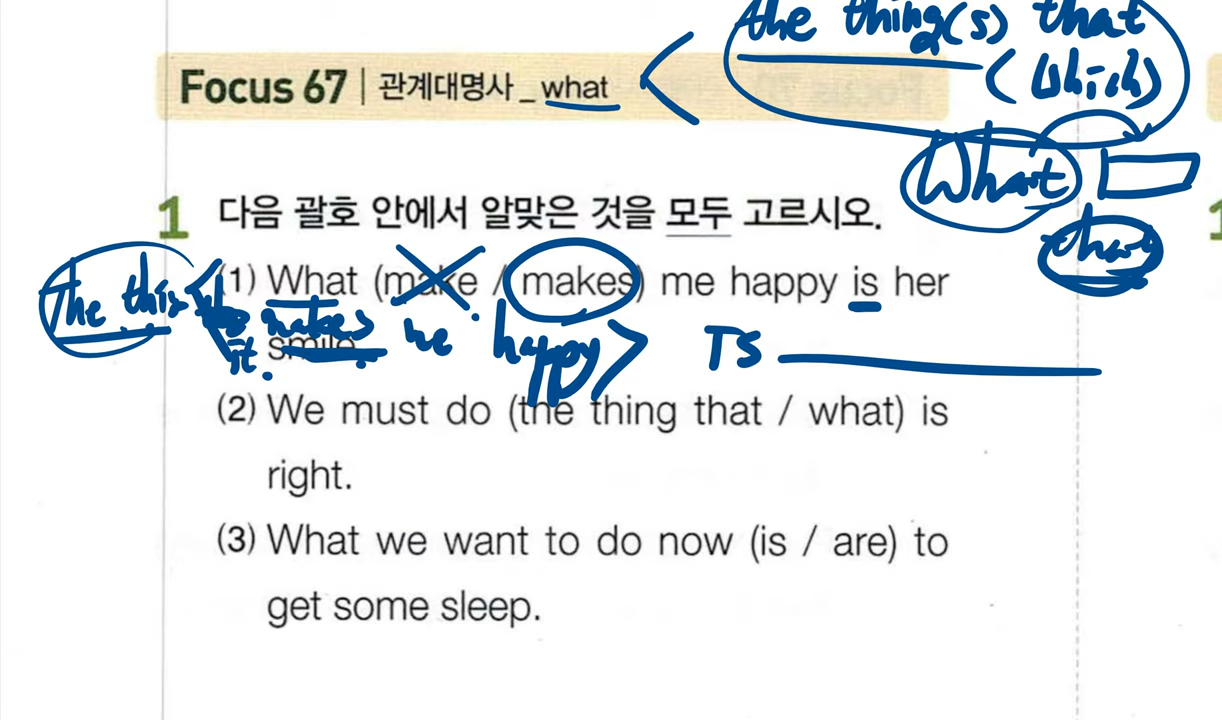 the thing(s) that
Focus 67 | 관계대명사 _ what
(which)
What
that
1 다음 괄호 안에서 알맞은 것을 모두 고르시오.
(1) What (make / makes) me happy is her
smile.
The
it. makes me happy
(2) We must do (the thing that / what) is
right.
(3) What we want to do now (is / are) to
get some sleep.